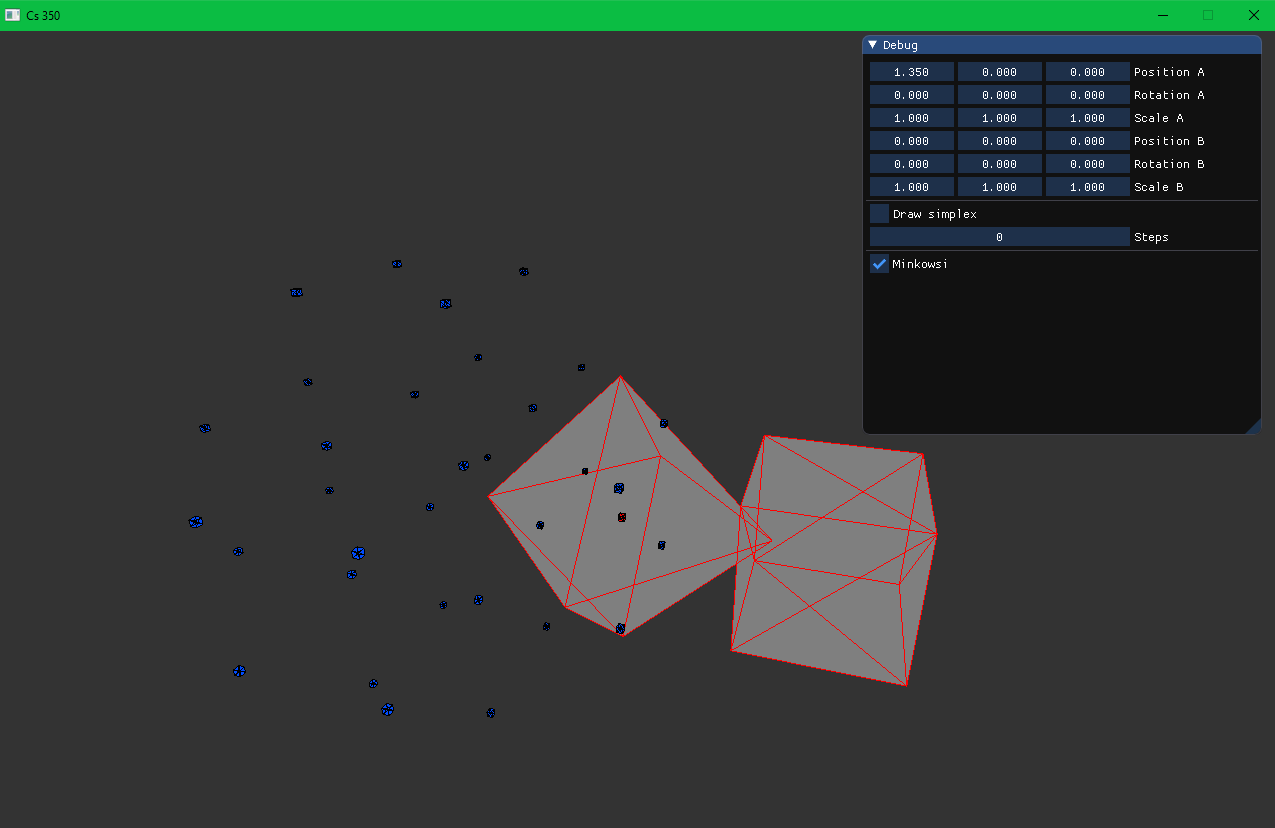 Cs 350
Debug
1.350 0.000 0.000 Position A
0.000 0.000 0.000 Rotation A
1.000 1.000 1.000 Scale A
0.000 0.000 0.000 Position B
0.000 0.000 0.000 Rotation B
1.000 1.000 1.000 Scale B
Draw simplex
0 Steps
Minkowsi